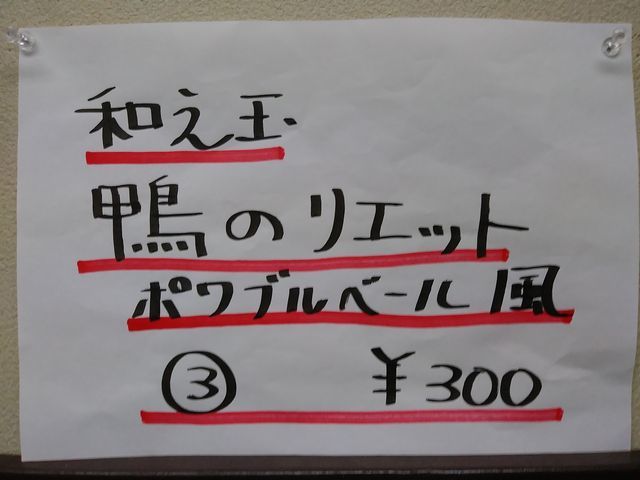 和え玉
鴨のリエット
ポワブルベール風
③ ¥300